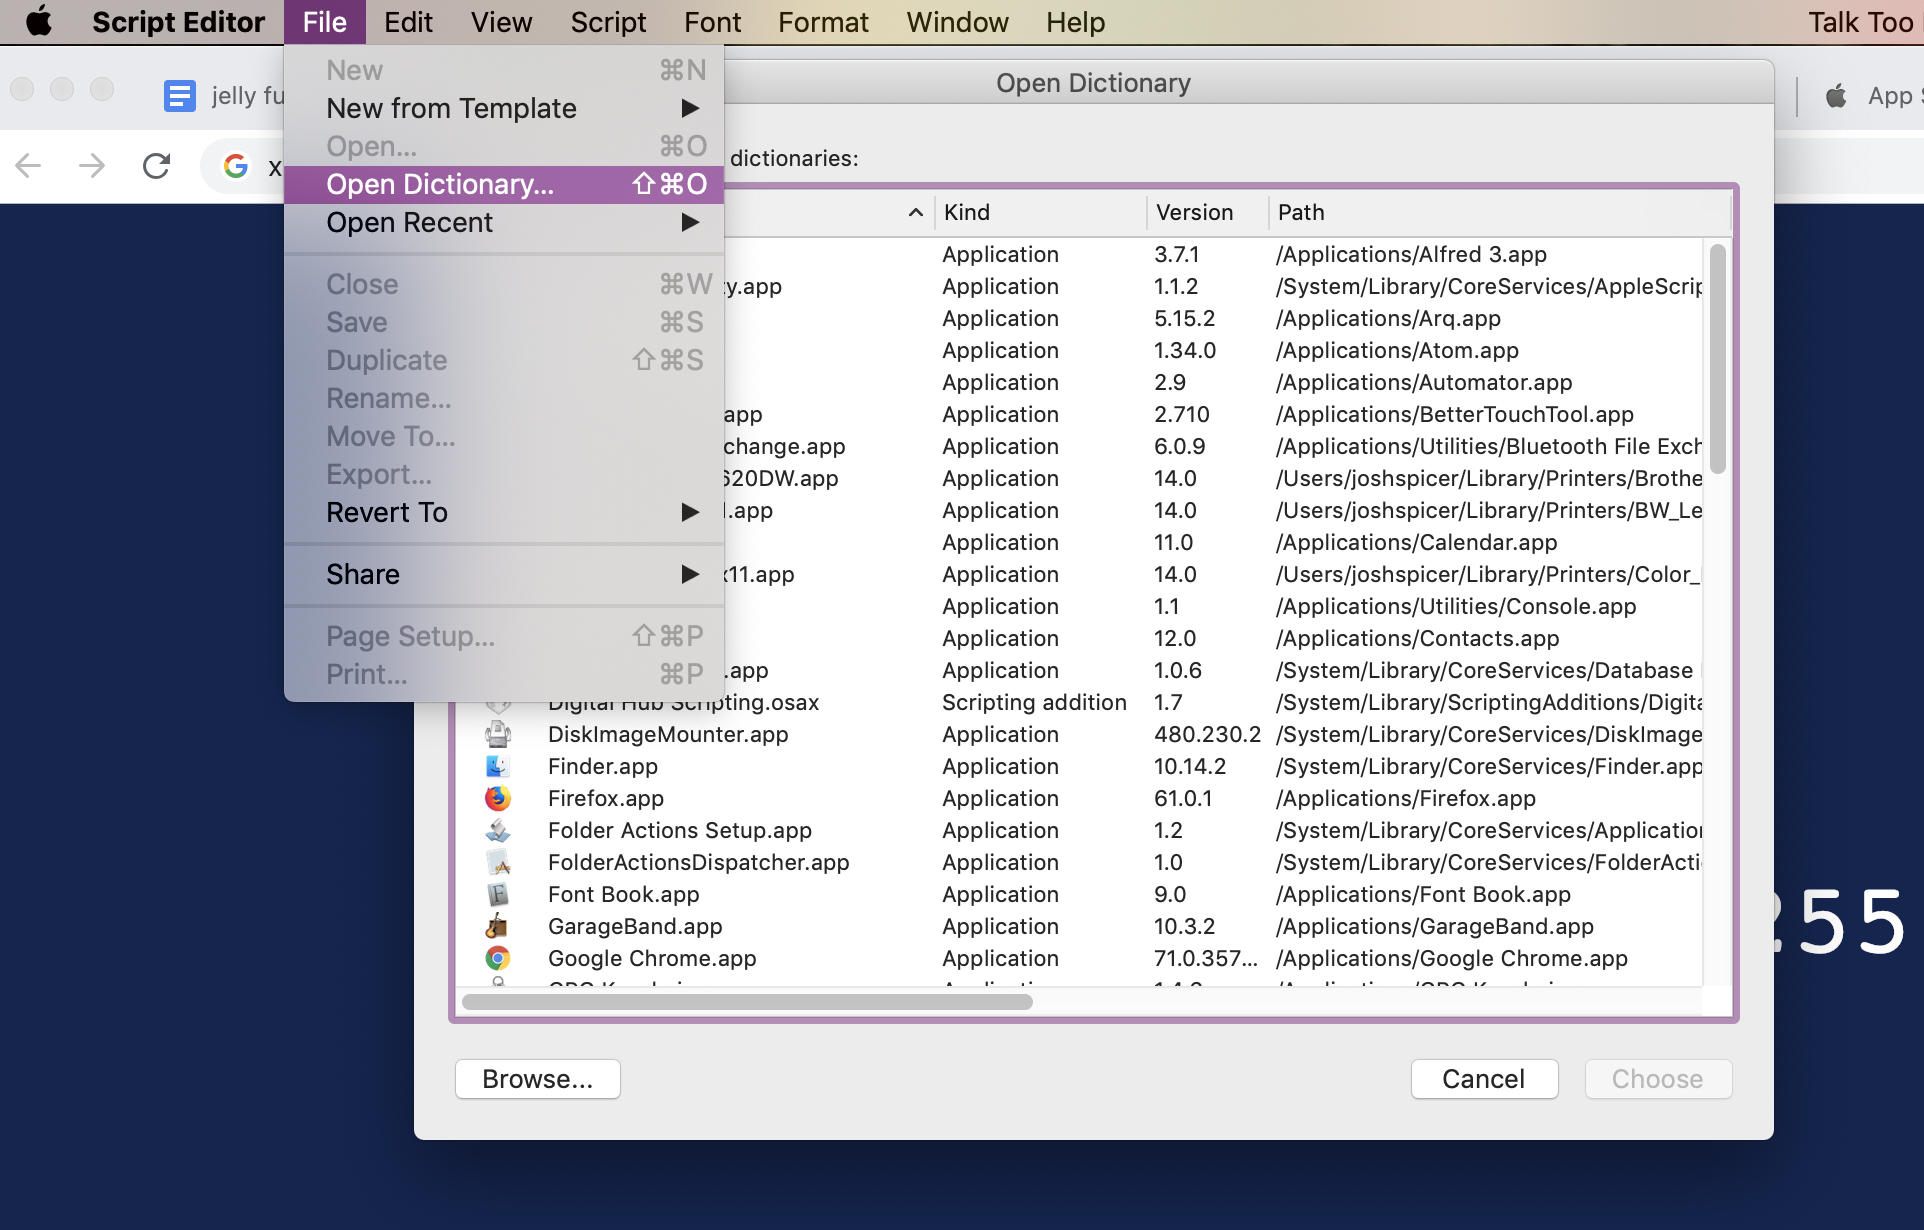 Script Editor File Edit View Script Font Format Window Help Talk Too
jelly fu
App
x
New ⌘N
New from Template ▶
Open... ⌘O
Open Dictionary... ⇧⌘O
Open Recent ▶
Close ⌘W
Save ⌘S
Duplicate ⇧⌘S
Rename...
Move To...
Export...
Revert To ▶
Share ▶
Page Setup... ⇧⌘P
Print... ⌘P
Open Dictionary
dictionaries:
Kind Version Path
Application 3.7.1 /Applications/Alfred 3.app
y.app Application 1.1.2 /System/Library/CoreServices/AppleScrip
Application 5.15.2 /Applications/Arq.app
Application 1.34.0 /Applications/Atom.app
Application 2.9 /Applications/Automator.app
app Application 2.710 /Applications/BetterTouchTool.app
change.app Application 6.0.9 /Applications/Utilities/Bluetooth File Exch
620DW.app Application 14.0 /Users/joshspicer/Library/Printers/Brothe
.app Application 14.0 /Users/joshspicer/Library/Printers/BW_Le
Application 11.0 /Applications/Calendar.app
x11.app Application 14.0 /Users/joshspicer/Library/Printers/Color_
Application 1.1 /Applications/Utilities/Console.app
Application 12.0 /Applications/Contacts.app
.app Application 1.0.6 /System/Library/CoreServices/Database
Digital Hub Scripting.osax Scripting addition 1.7 /System/Library/ScriptingAdditions/Digita
DiskImageMounter.app Application 480.230.2 /System/Library/CoreServices/DiskImage
Finder.app Application 10.14.2 /System/Library/CoreServices/Finder.app
Firefox.app Application 61.0.1 /Applications/Firefox.app
Folder Actions Setup.app Application 1.2 /System/Library/CoreServices/Application
FolderActionsDispatcher.app Application 1.0 /System/Library/CoreServices/FolderActi
Font Book.app Application 9.0 /Applications/Font Book.app
GarageBand.app Application 10.3.2 /Applications/GarageBand.app
Google Chrome.app Application 71.0.357... /Applications/Google Chrome.app
255
Browse... Cancel Choose